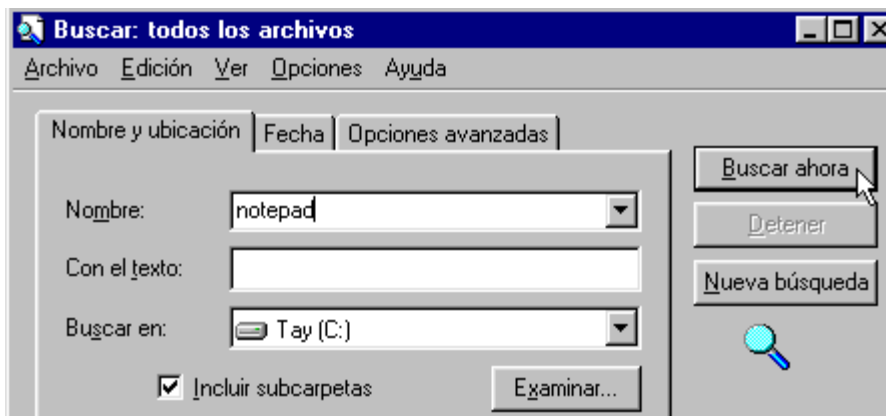 Buscar: todos los archivos
Archivo Edición Ver Opciones Ayuda
Nombre y ubicación Fecha Opciones avanzadas
Nombre: notepad
Con el texto:
Buscar en: Tay (C:)
Incluir subcarpetas Examinar...
Buscar ahora
Detener
Nueva búsqueda